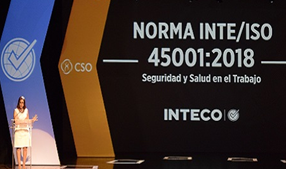 NORMA INTE/ISO
45001:2018
Seguridad y Salud en el Trabajo
CSO
INTECO